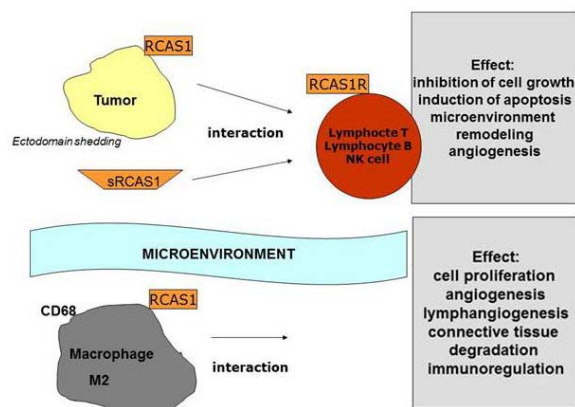 RCAS1
Tumor
Ectodomain shedding
sRCAS1
interaction
RCAS1R
Lymphocte T
Lymphocyte B
NK cell
Effect:
inhibition of cell growth
induction of apoptosis
microenvironment
remodeling
angiogenesis
MICROENVIRONMENT
CD68
RCAS1
Macrophage
M2
interaction
Effect:
cell proliferation
angiogenesis
lymphangiogenesis
connective tissue
degradation
immunoregulation